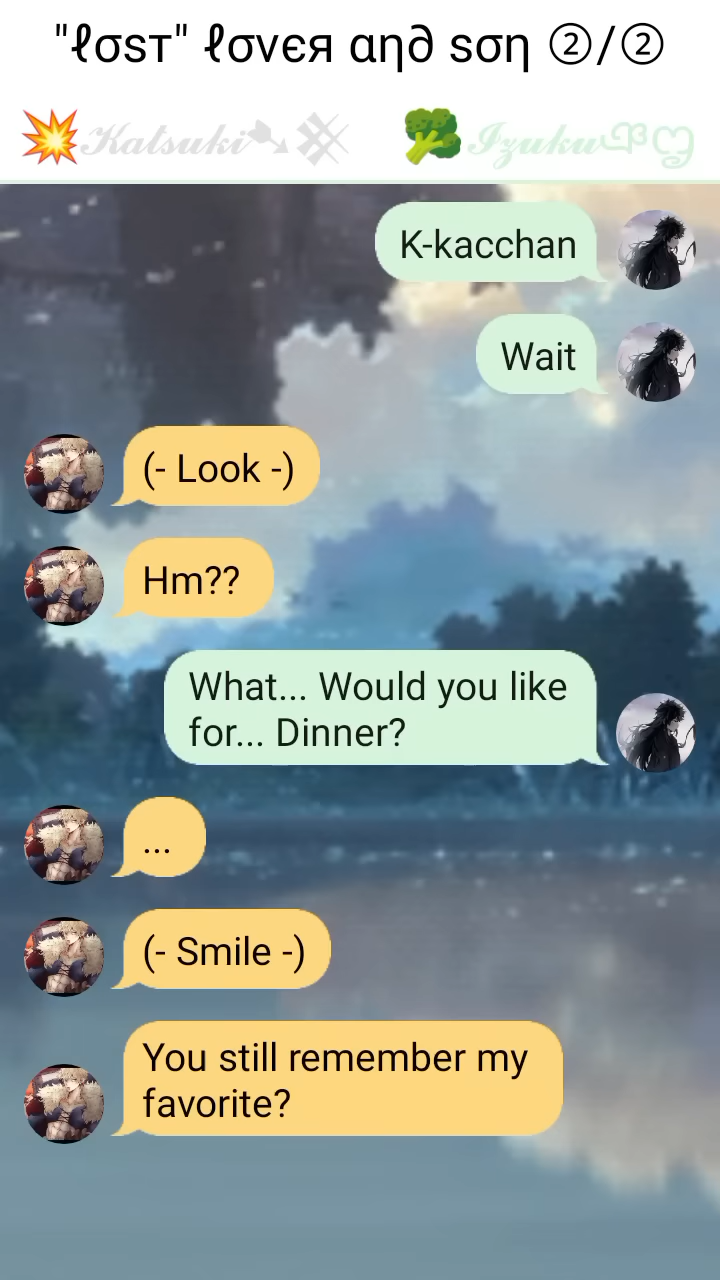 "ℓσѕт" ℓσνєя αη∂ ѕση ②/②
💥𝓚𝓪𝓽𝓼𝓾𝓴𝓲 🥦𝓘𝔃𝓾𝓴𝓾
K-kacchan
Wait
(- Look -)
Hm??
What... Would you like
for... Dinner?
...
(- Smile -)
You still remember my
favorite?